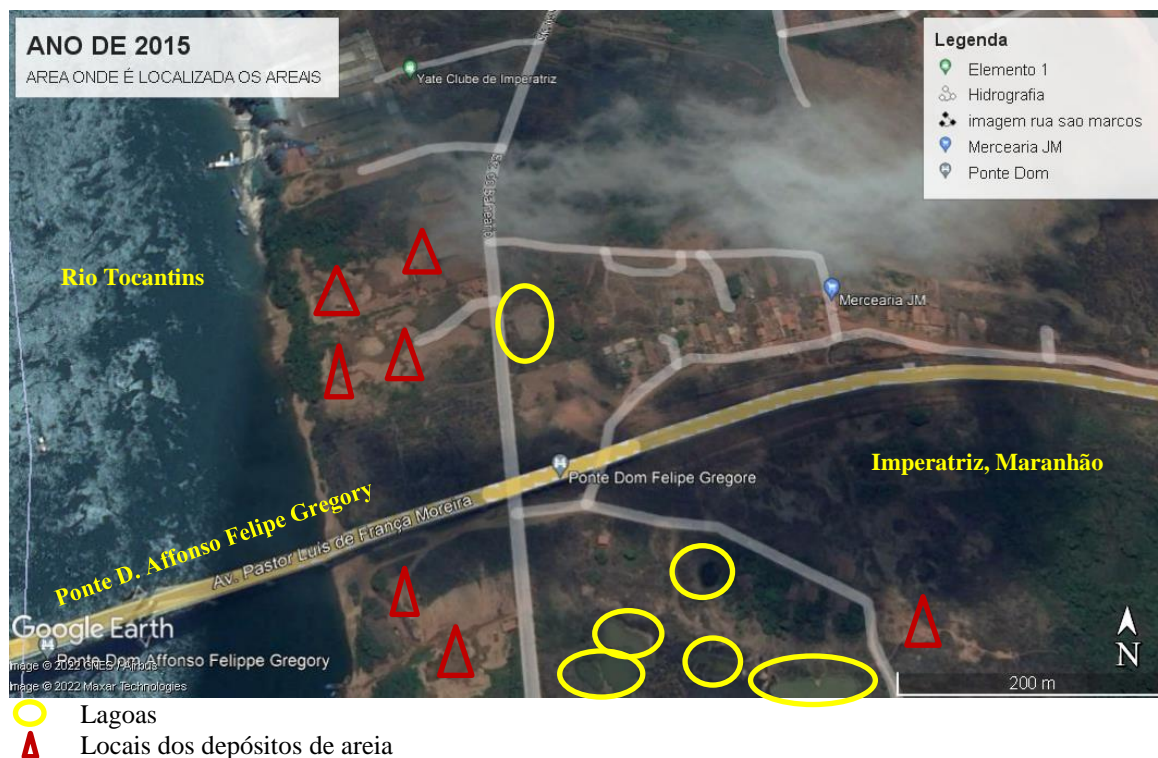 ANO DE 2015
AREA ONDE É LOCALIZADA OS AREAIS
Legenda
Elemento 1
Hidrografia
imagem rua sao marcos
Mercearia JM
Ponte Dom
Yate Clube de Imperatriz
Rio Tocantins
Mercearia JM
Imperatriz, Maranhão
Ponte Dom Felipe Gregore
Ponte D. Affonso Felipe Gregory
Av. Pastor Luis de França Moreira
Google Earth
Ponte Dom Affonso Felippe Gregory
Image © 2022 CNES / Airbus
Image © 2022 Maxar Technologies
N
200 m
Lagoas
Locais dos depósitos de areia